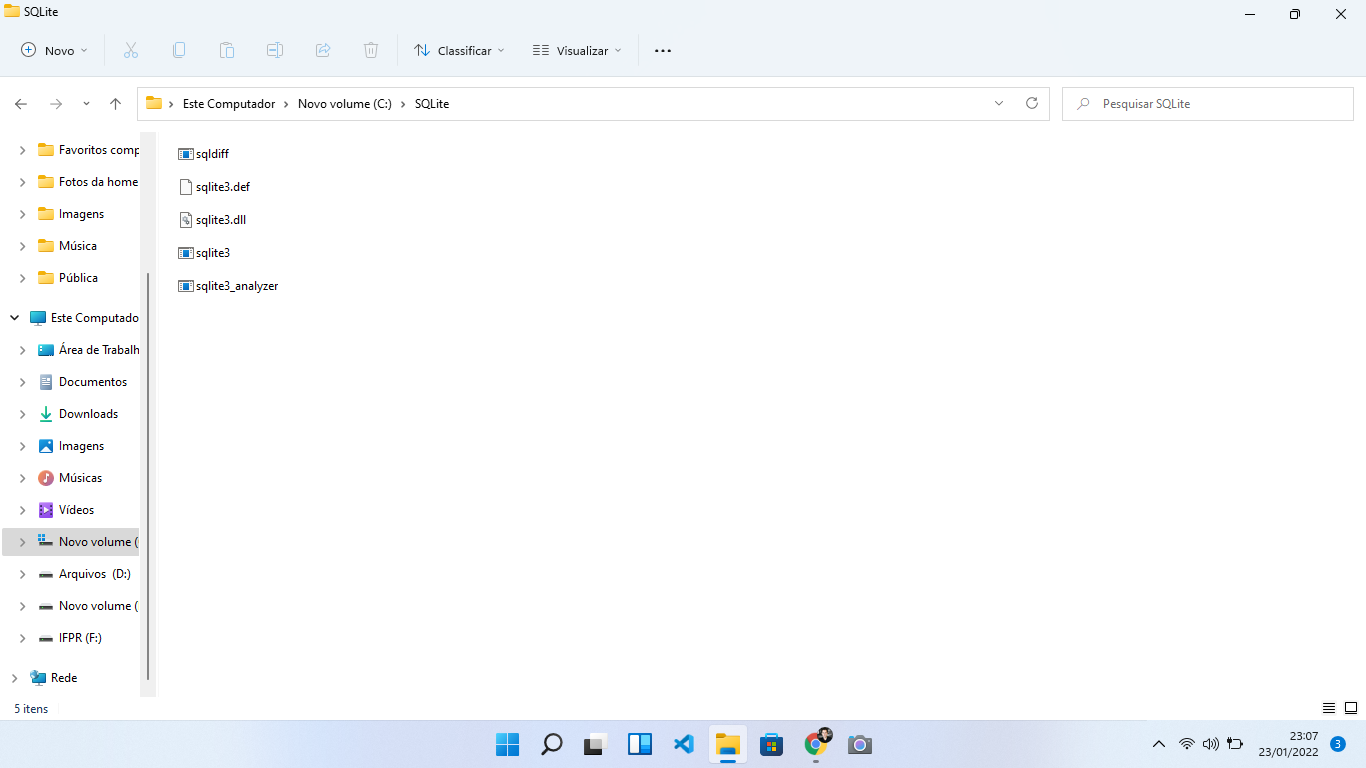 SQLite
Novo
Classificar
Visualizar
Este Computador
Novo volume (C:)
SQLite
Pesquisar SQLite
Favoritos comp
Fotos da home
Imagens
Música
Pública
Este Computado
Área de Trabalh
Documentos
Downloads
Imagens
Músicas
Vídeos
Novo volume (
Arquivos (D:)
Novo volume (
IFPR (F:)
Rede
sqldiff
sqlite3.def
sqlite3.dll
sqlite3
sqlite3_analyzer
5 itens
23:07
23/01/2022
3